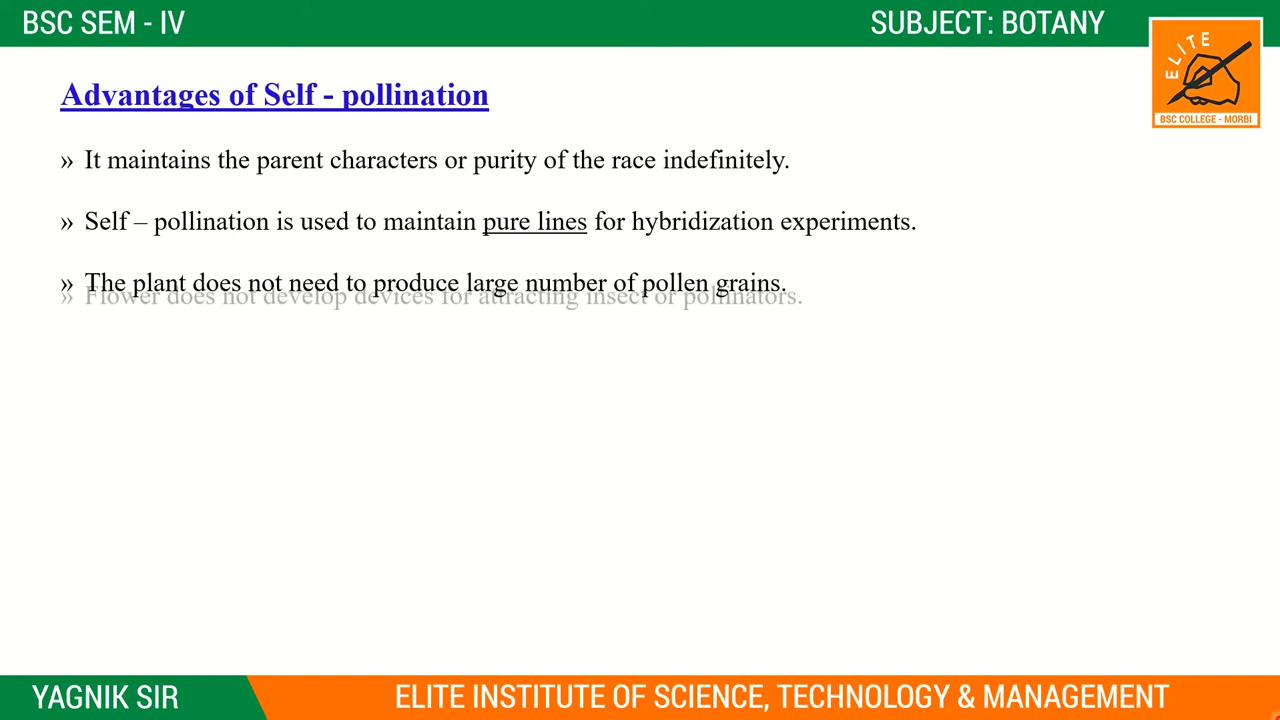 BSC SEM - IV
SUBJECT: BOTANY
ELITE
BSC COLLEGE - MORBI
Advantages of Self - pollination
» It maintains the parent characters or purity of the race indefinitely.
» Self – pollination is used to maintain pure lines for hybridization experiments.
» The plant does not need to produce large number of pollen grains.
» Flower does not develop devices for attracting insect or pollinators.
YAGNIK SIR
ELITE INSTITUTE OF SCIENCE, TECHNOLOGY & MANAGEMENT